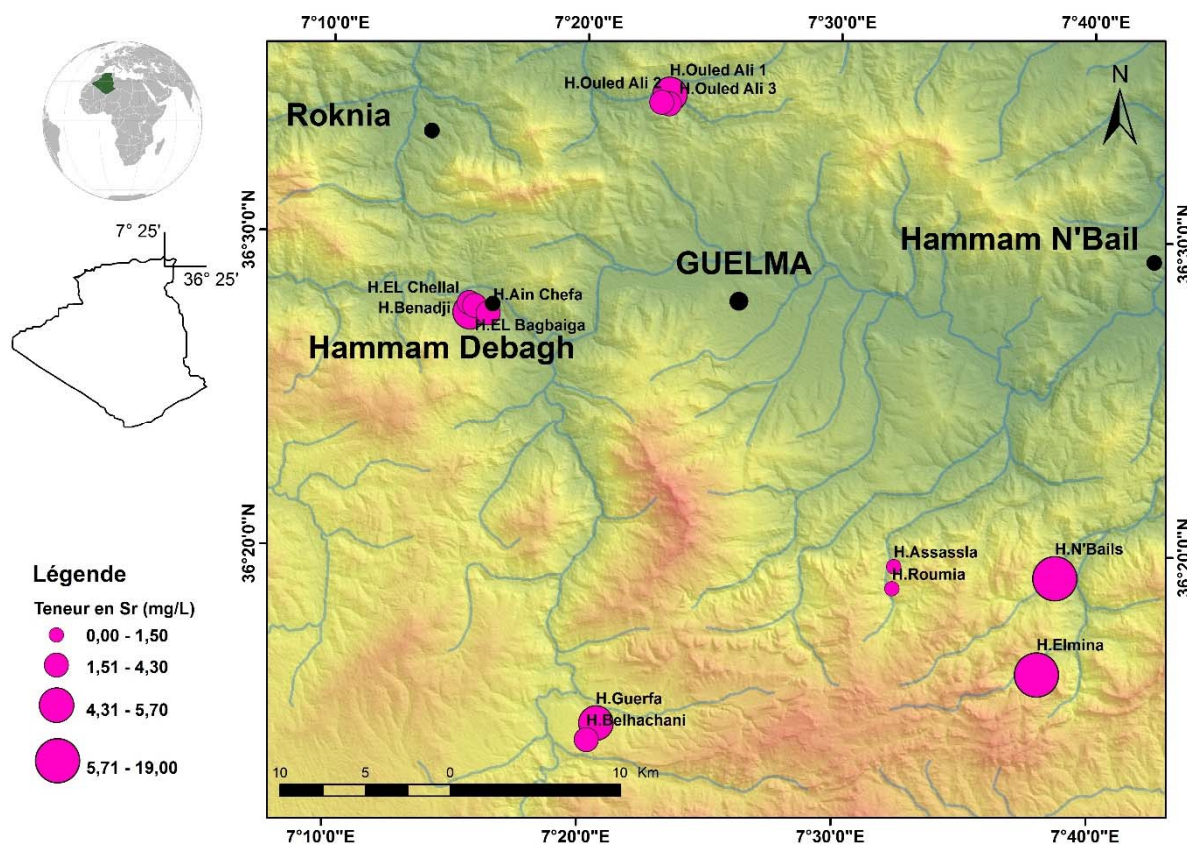 7°10'0"E 7°20'0"E 7°30'0"E 7°40'0"E
N
H.Ouled Ali 1
H.Ouled Ali 2 H.Ouled Ali 3
Roknia
36°30'0"N
36°30'0"N
Hammam N'Bail
7° 25'
36° 25'
GUELMA
H.EL Chellal H.Ain Chefa
H.Benadji
H.EL Bagbaiga
Hammam Debagh
36°20'0"N
36°20'0"N
H.Assassla
H.N'Bails
H.Roumia
H.Elmina
H.Guerfa
H.Belhachani
Légende
Teneur en Sr (mg/L)
0,00 - 1,50
1,51 - 4,30
4,31 - 5,70
5,71 - 19,00
10 5 0 10 Km
7°10'0"E 7°20'0"E 7°30'0"E 7°40'0"E